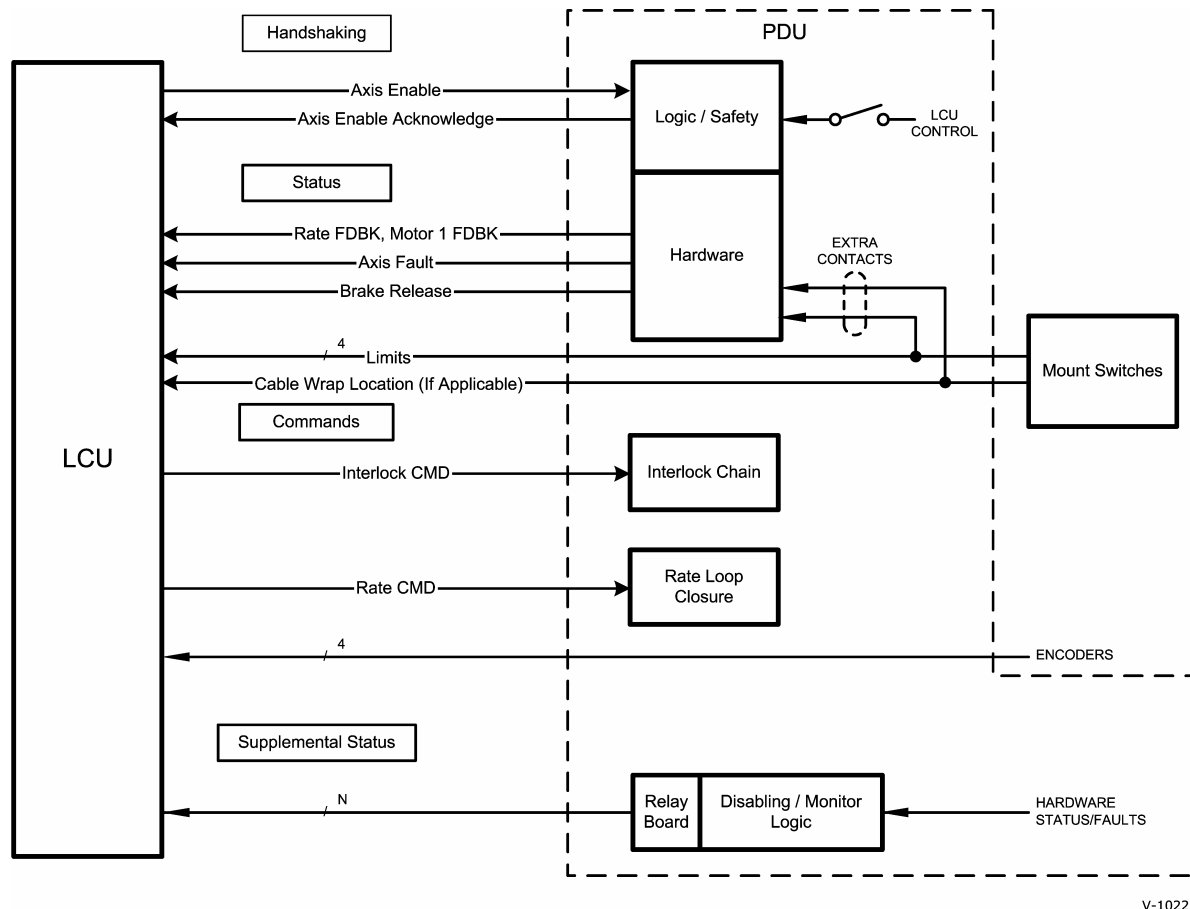 Handshaking
PDU
Axis Enable
Axis Enable Acknowledge
Logic / Safety
LCU
CONTROL
Status
Rate FDBK, Motor 1 FDBK
Axis Fault
Brake Release
Hardware
EXTRA
CONTACTS
4
Limits
Cable Wrap Location (If Applicable)
Mount Switches
Commands
LCU
Interlock CMD
Interlock Chain
Rate CMD
Rate Loop
Closure
4
ENCODERS
Supplemental Status
N
Relay
Board
Disabling / Monitor
Logic
HARDWARE
STATUS/FAULTS
V-1022